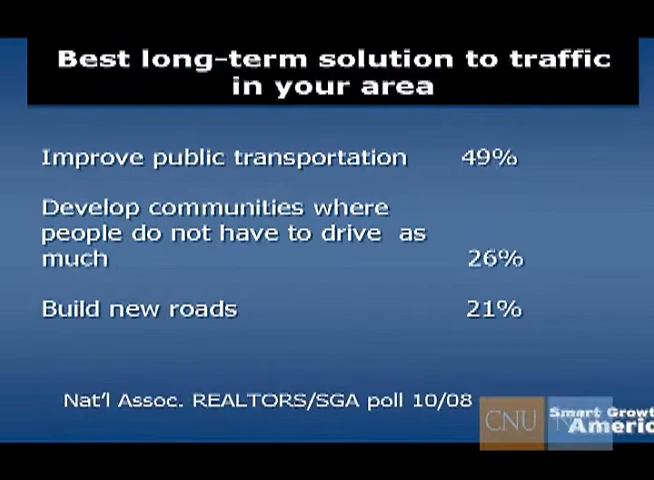 Best long-term solution to traffic
in your area
Improve public transportation 49%
Develop communities where
people do not have to drive as
much 26%
Build new roads 21%
Nat'l Assoc. REALTORS/SGA poll 10/08
CNU
Smart Growt
Americ